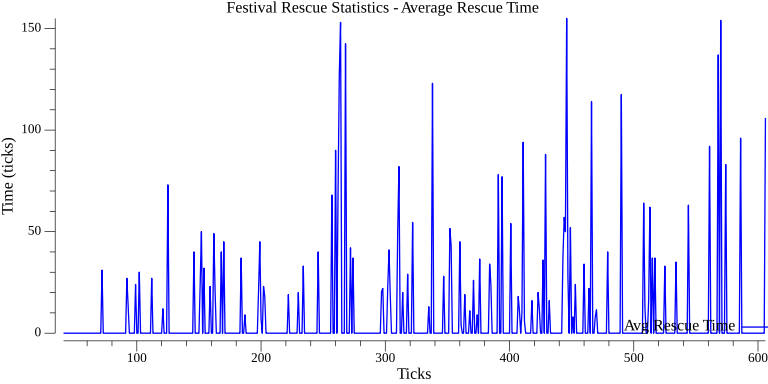 Festival Rescue Statistics - Average Rescue Time
Time (ticks)
150
100
50
0
Avg Rescue Time
100 200 300 400 500 600
Ticks